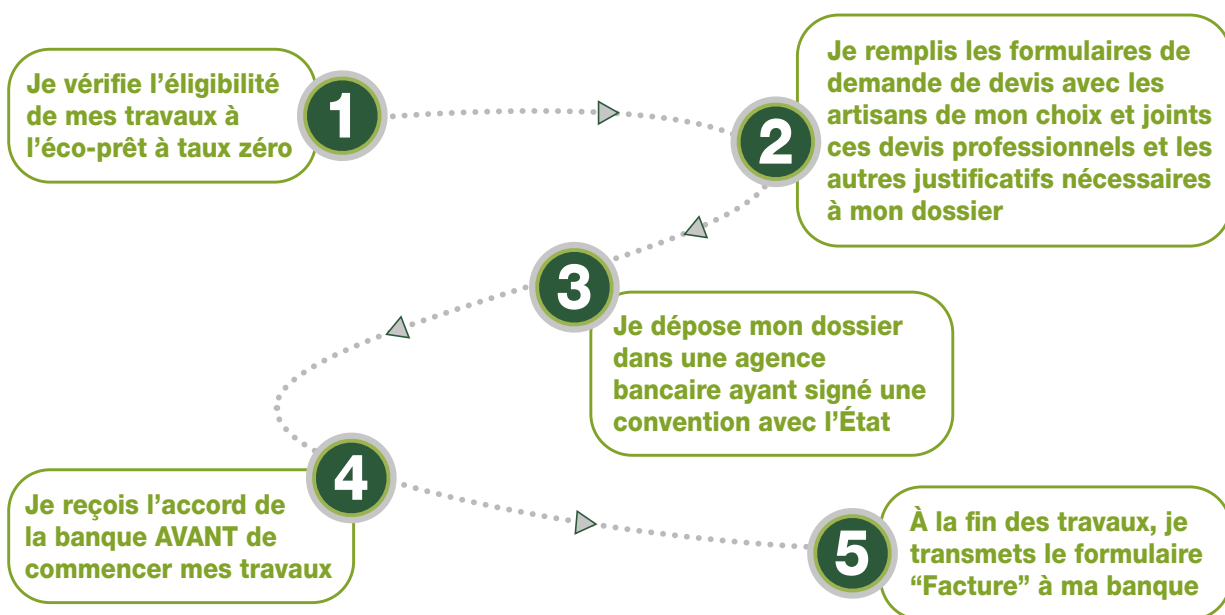 1
Je vérifie l’éligibilité
de mes travaux à
l’éco-prêt à taux zéro
2
Je remplis les formulaires de
demande de devis avec les
artisans de mon choix et joints
ces devis professionnels et les
autres justificatifs nécessaires
à mon dossier
3
Je dépose mon dossier
dans une agence
bancaire ayant signé une
convention avec l’État
4
Je reçois l’accord de
la banque AVANT de
commencer mes travaux
5
À la fin des travaux, je
transmets le formulaire
“Facture” à ma banque